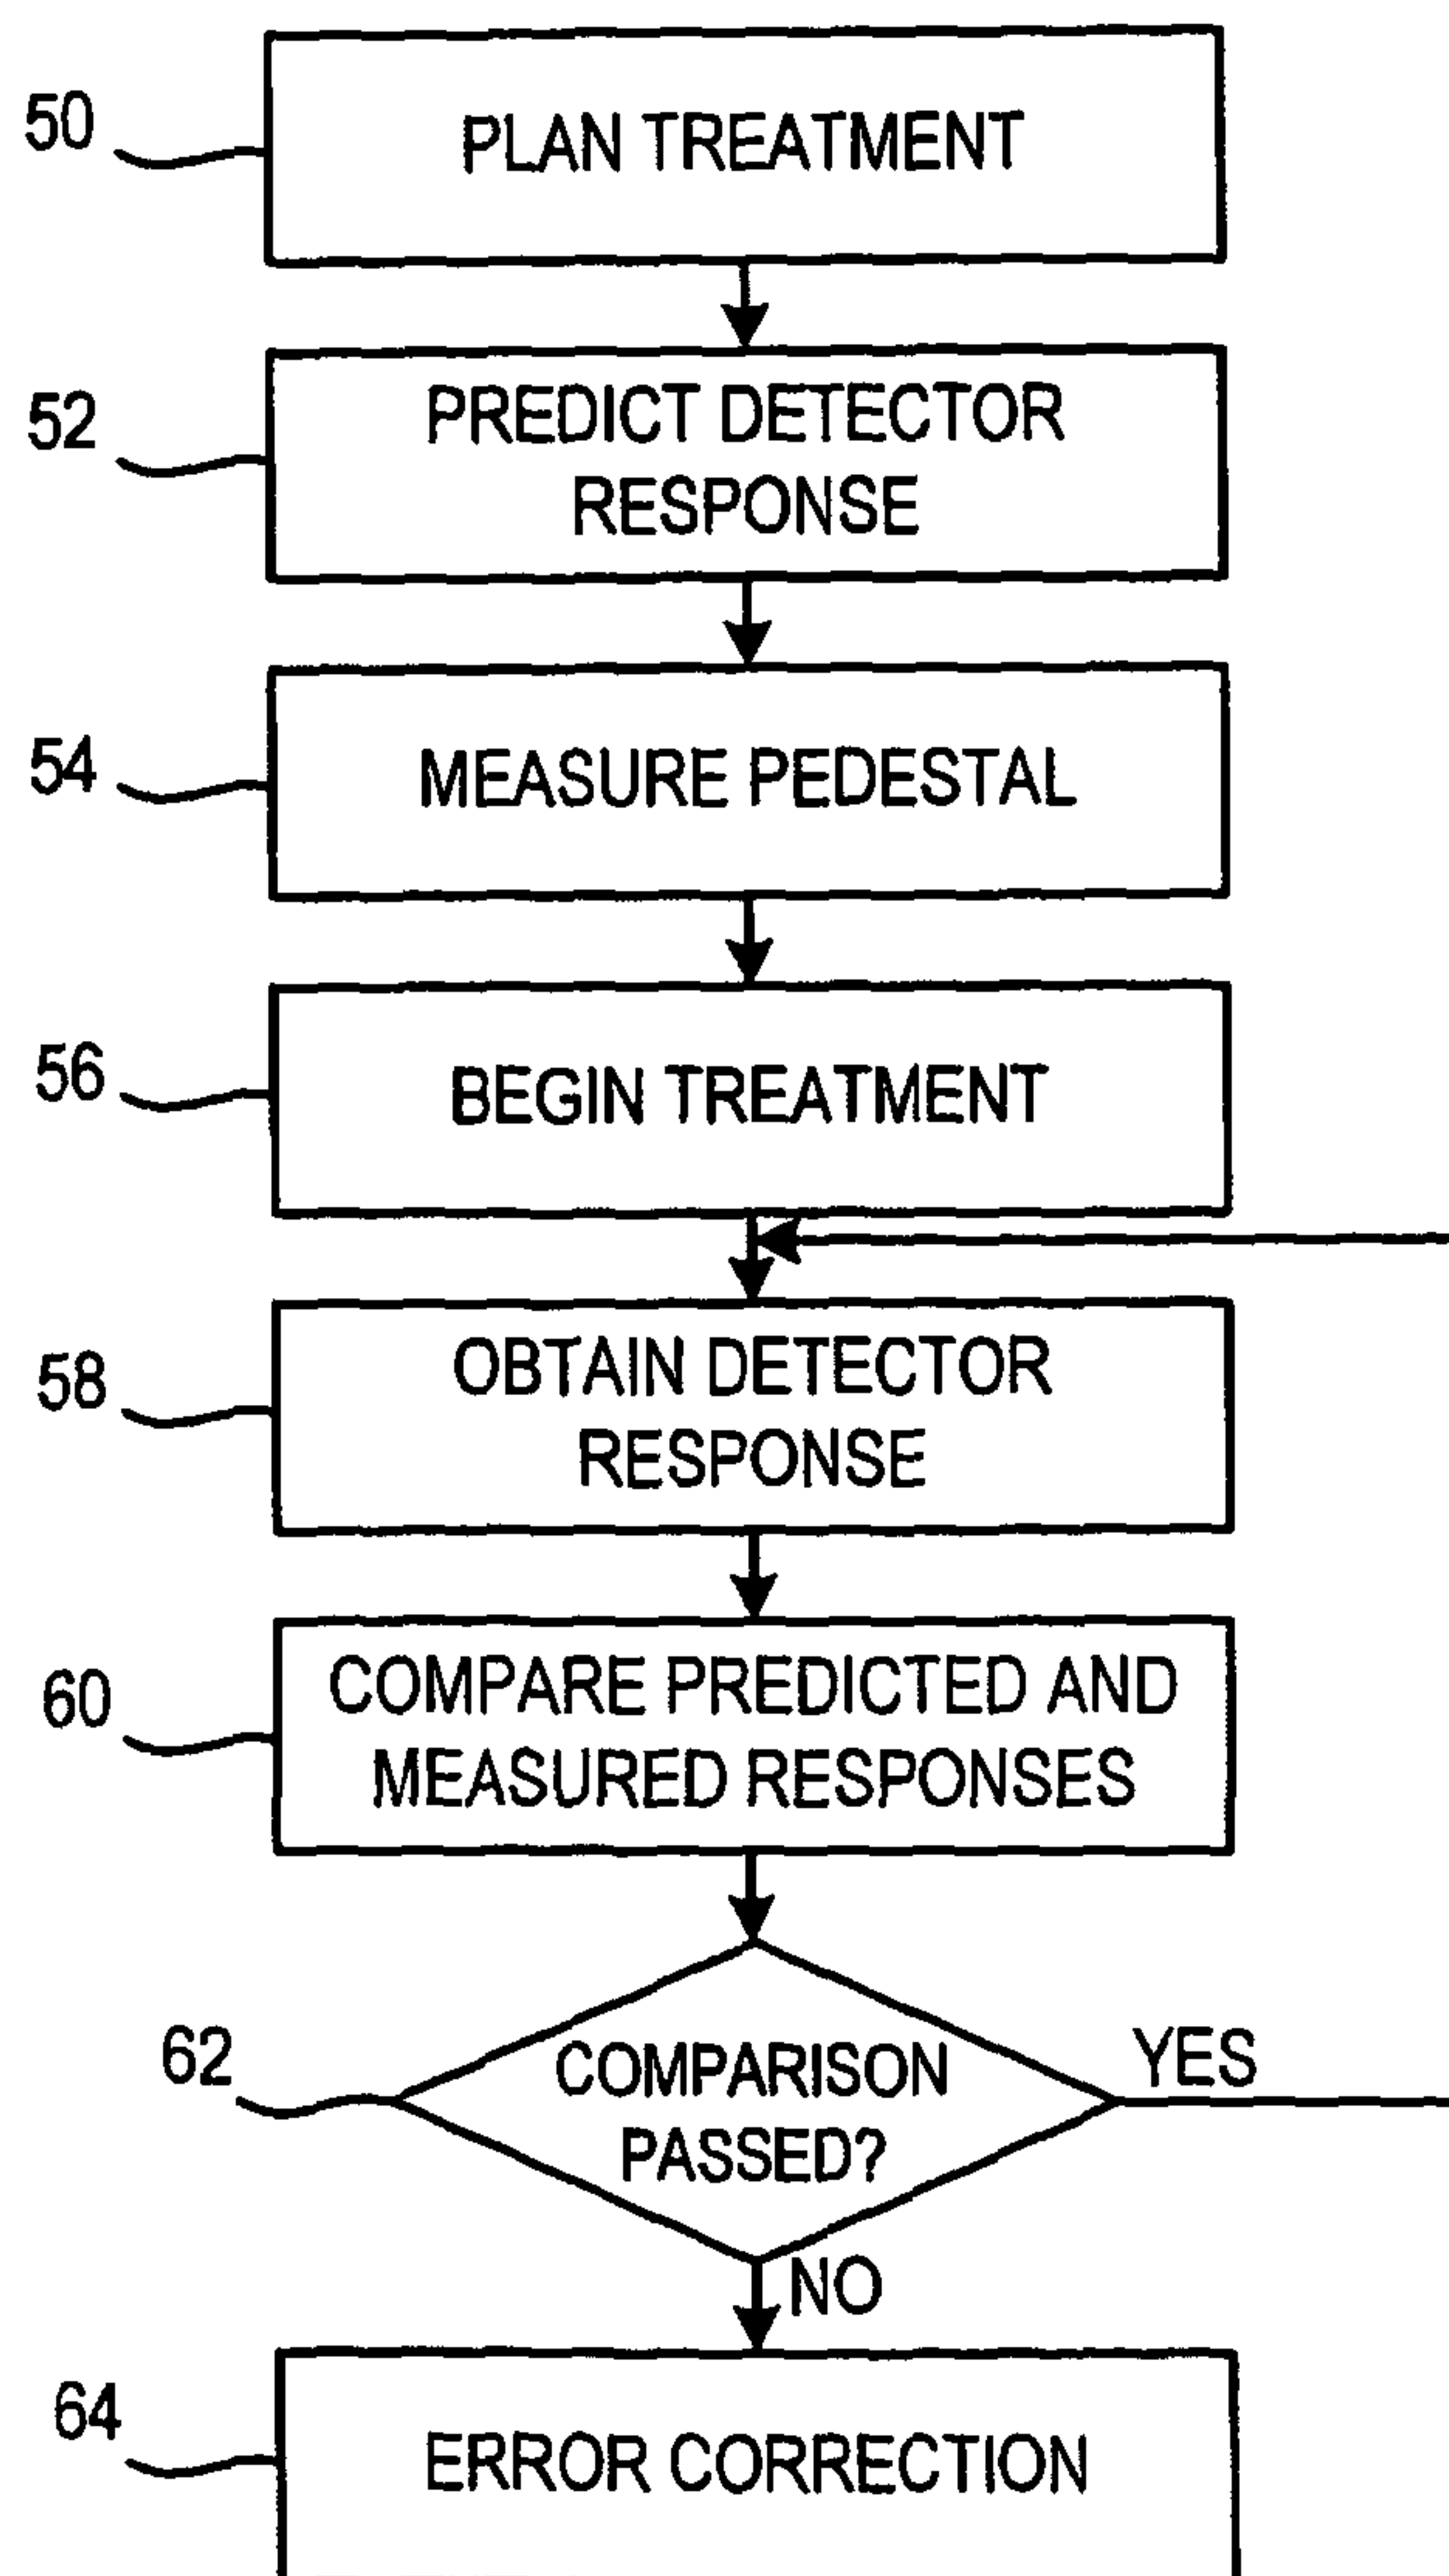 50
PLAN TREATMENT
52
PREDICT DETECTOR
RESPONSE
54
MEASURE PEDESTAL
56
BEGIN TREATMENT
58
OBTAIN DETECTOR
RESPONSE
60
COMPARE PREDICTED AND
MEASURED RESPONSES
62
COMPARISON
PASSED?
YES
NO
64
ERROR CORRECTION